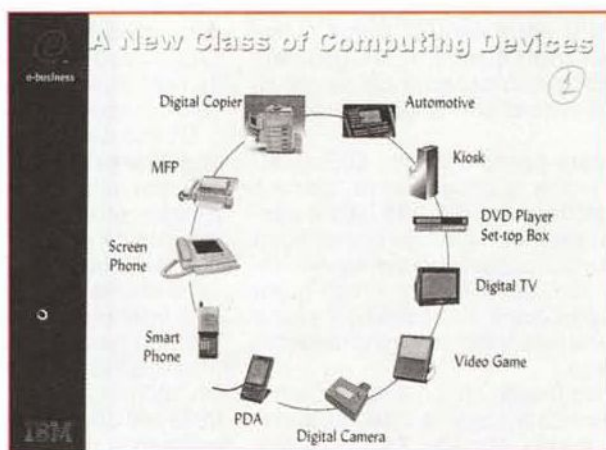 A New Class of Computing Devices
e
e-business
1
Digital Copier
Automotive
MFP
Kiosk
DVD Player
Set-top Box
Screen
Phone
Digital TV
Smart
Phone
Video Game
PDA
Digital Camera
IBM